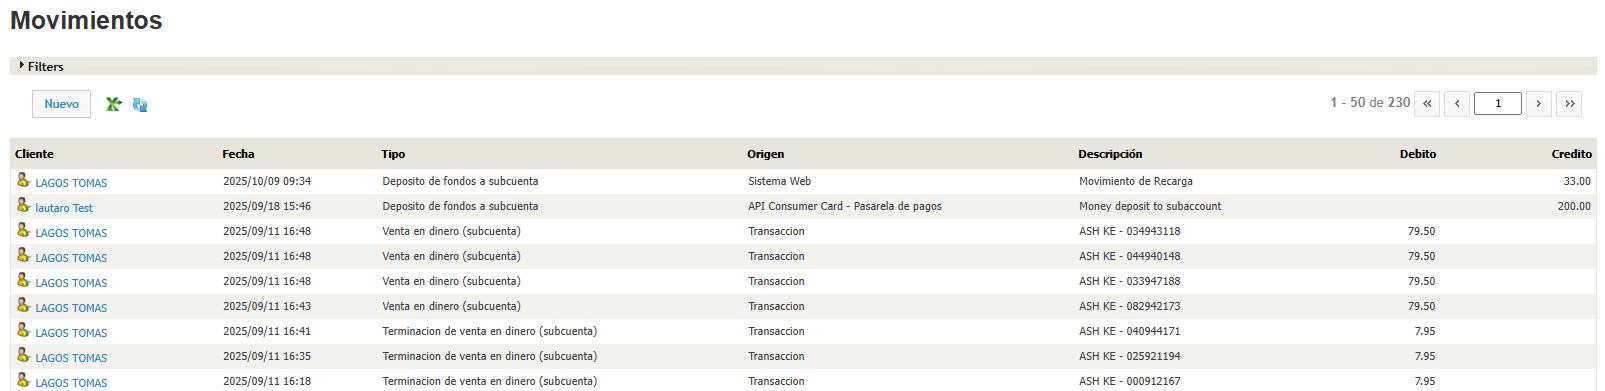 Movimientos
Filters
Nuevo 1 - 50 de 230 « ‹ 1 › »
Cliente Fecha Tipo Origen Descripción Debito Credito
LAGOS TOMAS 2025/10/09 09:34 Deposito de fondos a subcuenta Sistema Web Movimiento de Recarga 33.00
lautaro Test 2025/09/18 15:46 Deposito de fondos a subcuenta API Consumer Card - Pasarela de pagos Money deposit to subaccount 200.00
LAGOS TOMAS 2025/09/11 16:48 Venta en dinero (subcuenta) Transaccion ASH KE - 034943118 79.50
LAGOS TOMAS 2025/09/11 16:48 Venta en dinero (subcuenta) Transaccion ASH KE - 044940148 79.50
LAGOS TOMAS 2025/09/11 16:48 Venta en dinero (subcuenta) Transaccion ASH KE - 033947188 79.50
LAGOS TOMAS 2025/09/11 16:43 Venta en dinero (subcuenta) Transaccion ASH KE - 082942173 79.50
LAGOS TOMAS 2025/09/11 16:41 Terminacion de venta en dinero (subcuenta) Transaccion ASH KE - 040944171 7.95
LAGOS TOMAS 2025/09/11 16:35 Terminacion de venta en dinero (subcuenta) Transaccion ASH KE - 025921194 7.95
LAGOS TOMAS 2025/09/11 16:18 Terminacion de venta en dinero (subcuenta) Transaccion ASH KE - 000912167 7.95